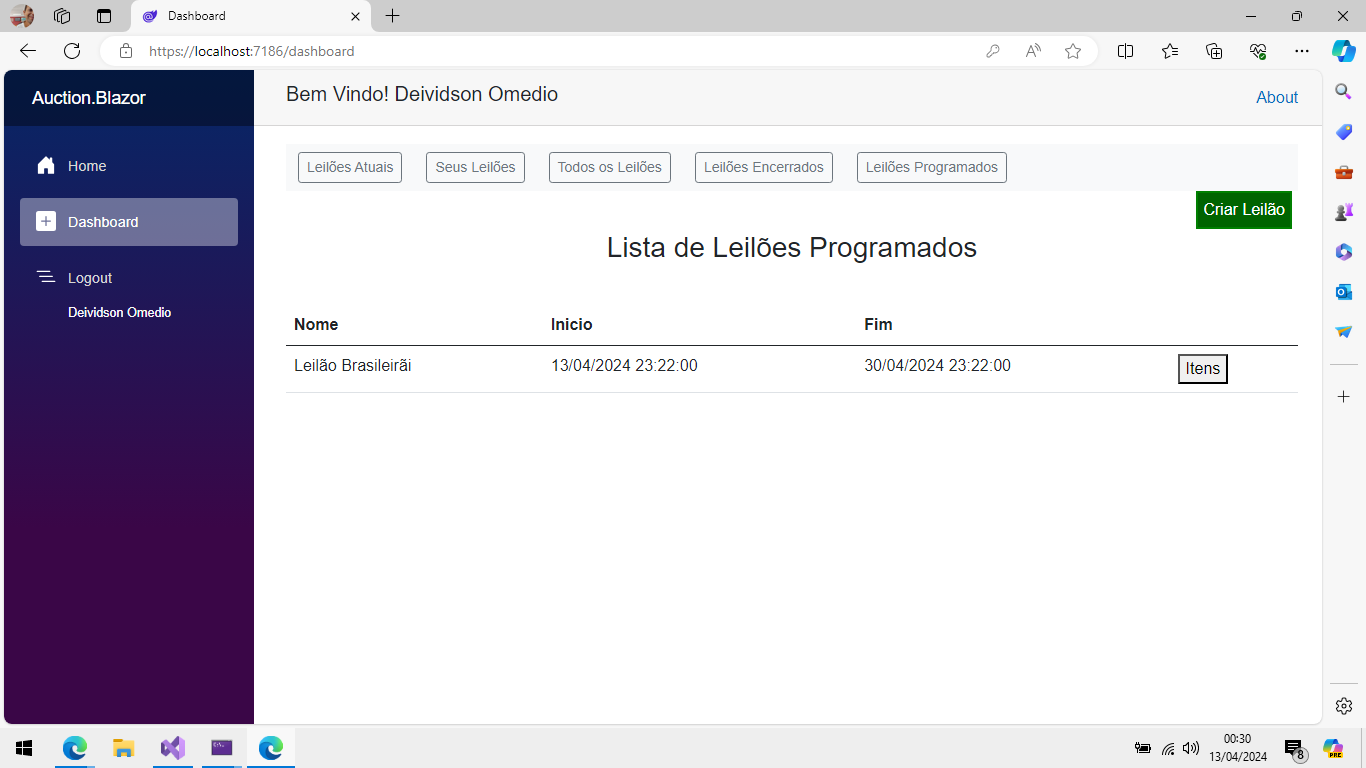 Dashboard
https://localhost:7186/dashboard
Auction.Blazor
Bem Vindo! Deividson Omedio
About
Home
Dashboard
Logout
Deividson Omedio
Leilões Atuais Seus Leilões Todos os Leilões Leilões Encerrados Leilões Programados
Criar Leilão
Lista de Leilões Programados
Nome Inicio Fim
Leilão Brasileirãi 13/04/2024 23:22:00 30/04/2024 23:22:00 Itens
00:30
13/04/2024
8
PRE